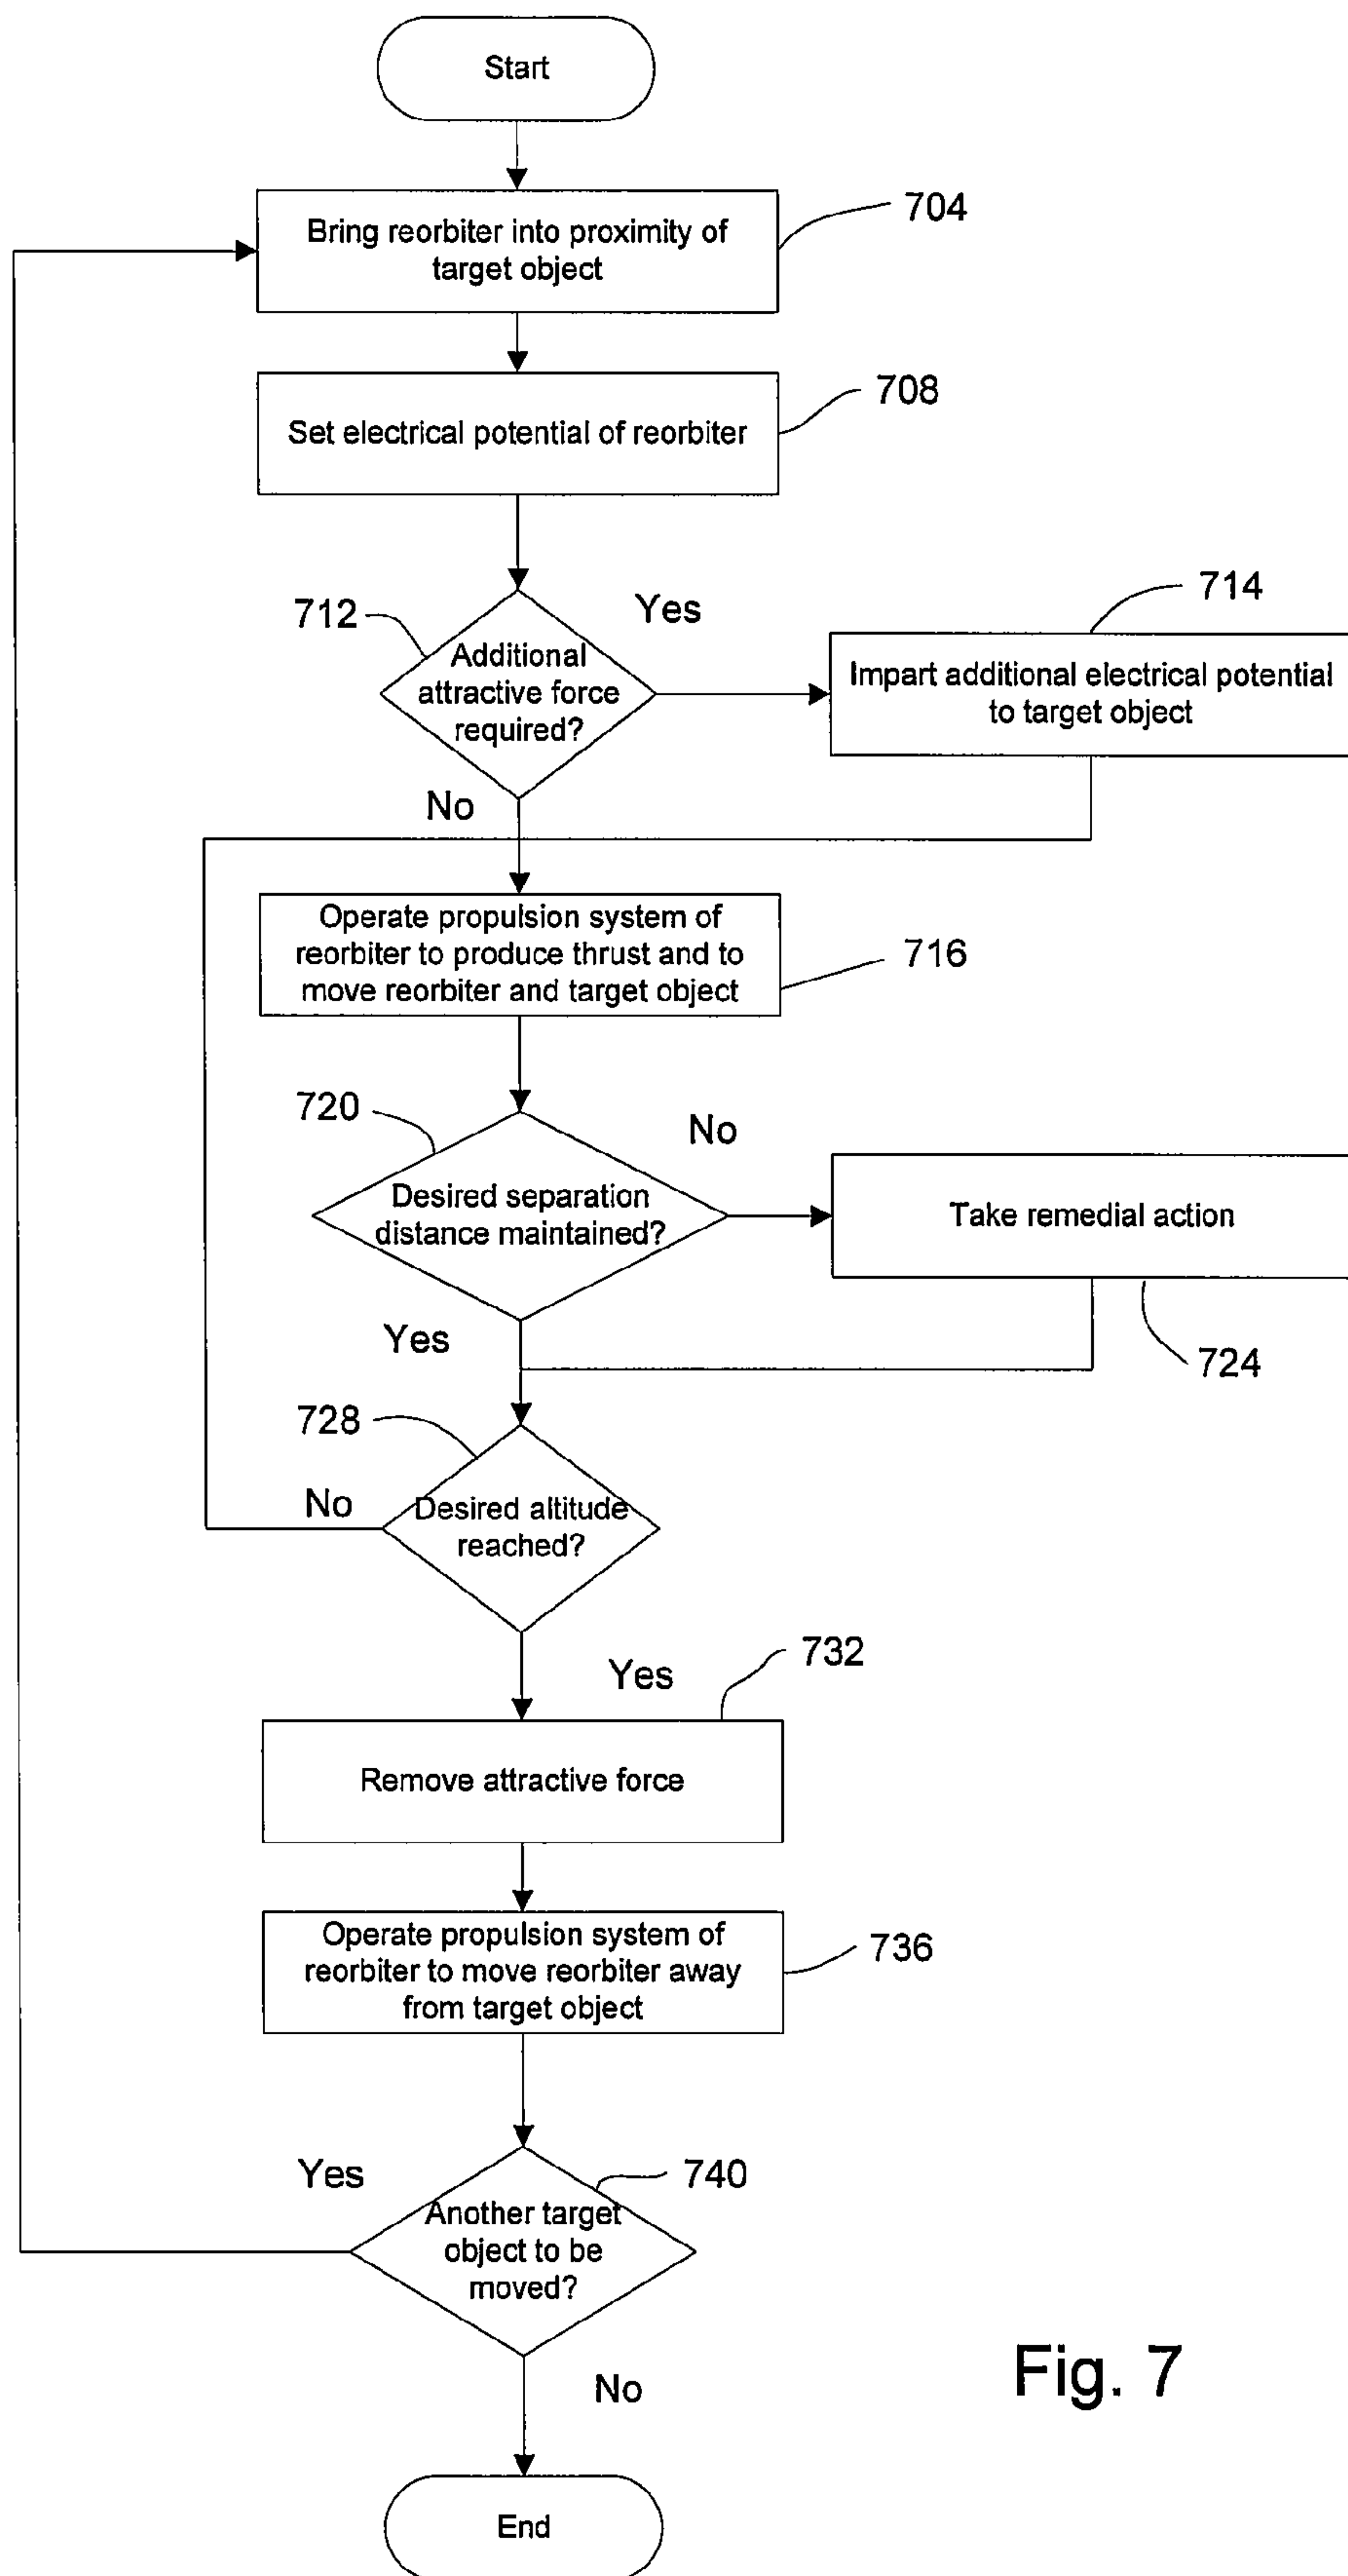 Start
Bring reorbiter into proximity of
target object
704
Set electrical potential of reorbiter
708
712
Additional
attractive force
required?
Yes
714
Impart additional electrical potential
to target object
No
Operate propulsion system of
reorbiter to produce thrust and to
move reorbiter and target object
716
720
Desired separation
distance maintained?
No
Take remedial action
724
Yes
728
Desired altitude
reached?
No
Yes
732
Remove attractive force
Operate propulsion system of
reorbiter to move reorbiter away
from target object
736
Yes
740
Another target
object to be
moved?
No
End
Fig. 7